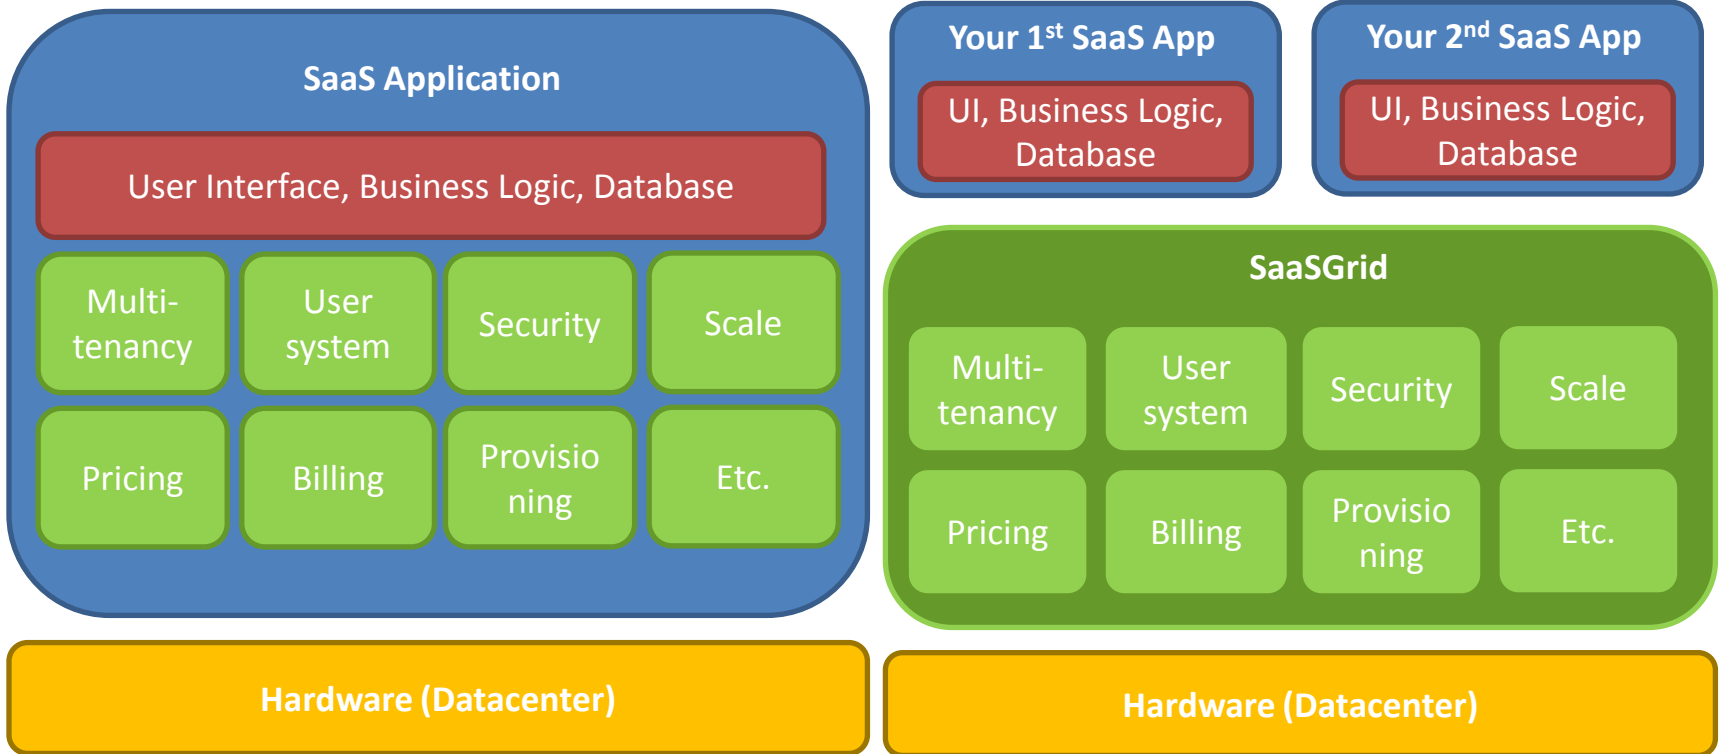 SaaS Application
User Interface, Business Logic, Database
Multi-
tenancy
User
system
Security
Scale
Pricing
Billing
Provisio
ning
Etc.
Hardware (Datacenter)
Your 1st SaaS App
UI, Business Logic,
Database
Your 2nd SaaS App
UI, Business Logic,
Database
SaaSGrid
Multi-
tenancy
User
system
Security
Scale
Pricing
Billing
Provisio
ning
Etc.
Hardware (Datacenter)